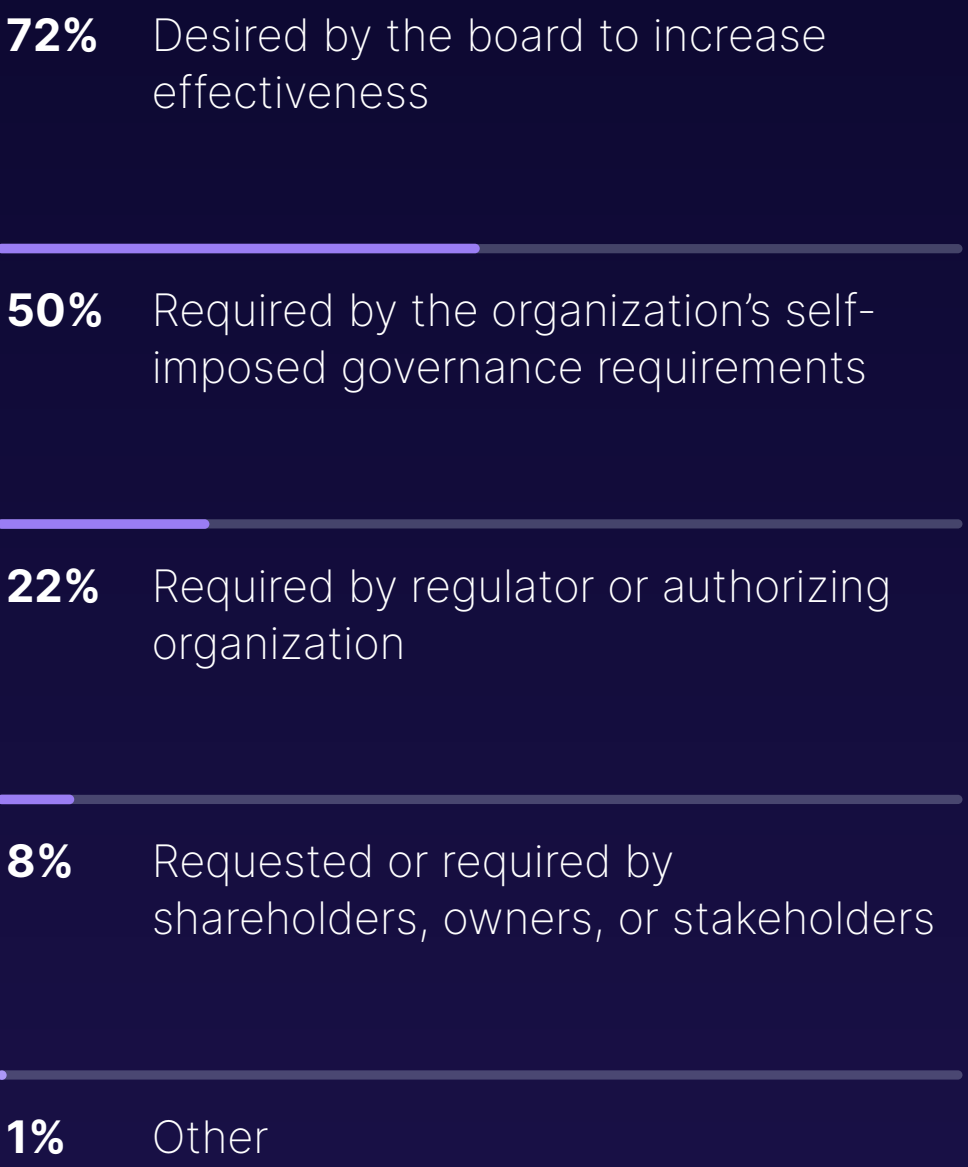 72% Desired by the board to increase
effectiveness
50% Required by the organization’s self-
imposed governance requirements
22% Required by regulator or authorizing
organization
8% Requested or required by
shareholders, owners, or stakeholders
1% Other